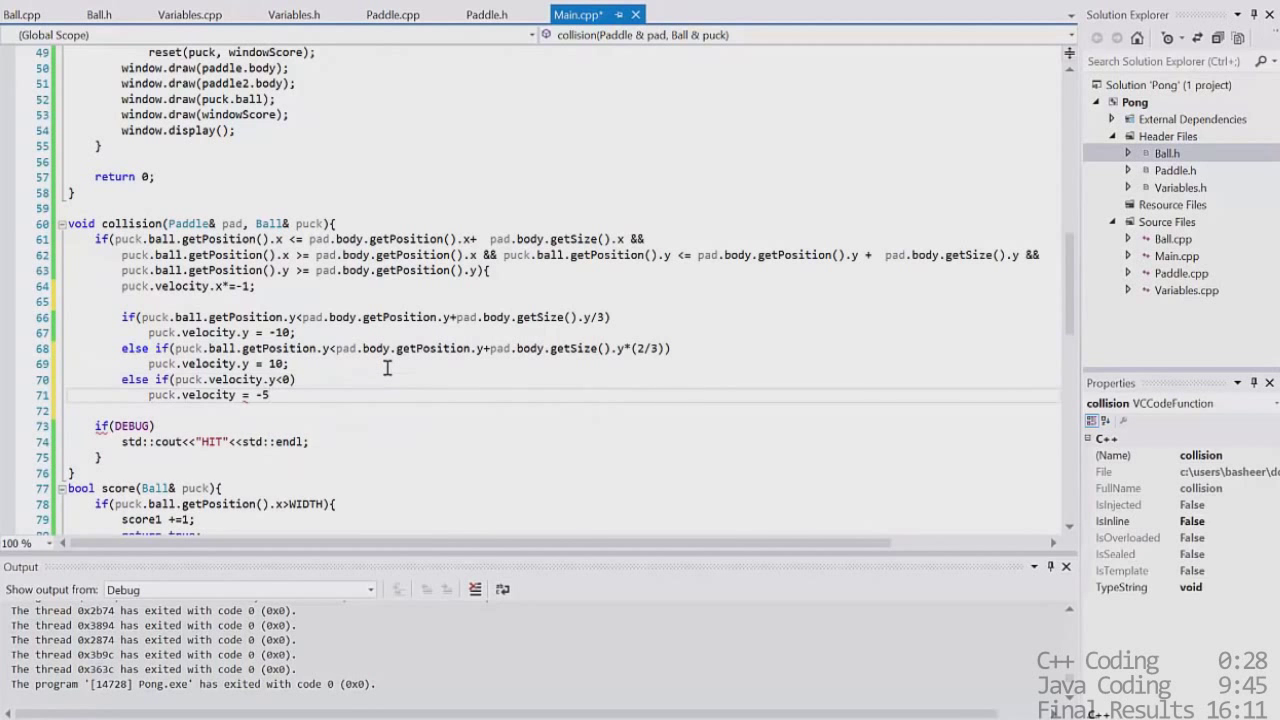 Ball.cpp Ball.h Variables.cpp Variables.h Paddle.cpp Paddle.h Main.cpp*
Solution Explorer
(Global Scope) collision(Paddle & pad, Ball & puck)
Search Solution Explorer (Ctrl+;)
Solution 'Pong' (1 project)
Pong
External Dependencies
Header Files
Ball.h
Paddle.h
Variables.h
Resource Files
Source Files
Ball.cpp
Main.cpp
Paddle.cpp
Variables.cpp
49 reset(puck, windowScore);
50 window.draw(paddle.body);
51 window.draw(paddle2.body);
52 window.draw(puck.ball);
53 window.draw(windowScore);
54 window.display();
55 }
56
57 return 0;
58 }
59
60 void collision(Paddle& pad, Ball& puck){
61 if(puck.ball.getPosition().x <= pad.body.getPosition().x+ pad.body.getSize().x &&
62 puck.ball.getPosition().x >= pad.body.getPosition().x && puck.ball.getPosition().y <= pad.body.getPosition().y + pad.body.getSize().y &&
63 puck.ball.getPosition().y >= pad.body.getPosition().y){
64 puck.velocity.x*=-1;
65
66 if(puck.ball.getPosition.y<pad.body.getPosition.y+pad.body.getSize().y/3)
67 puck.velocity.y = -10;
68 else if(puck.ball.getPosition.y<pad.body.getPosition.y+pad.body.getSize().y*(2/3))
69 puck.velocity.y = 10;
70 else if(puck.velocity.y<0)
71 puck.velocity = -5
72
73 if(DEBUG)
74 std::cout<<"HIT"<<std::endl;
75 }
76 }
77 bool score(Ball& puck){
78 if(puck.ball.getPosition().x>WIDTH){
79 score1 +=1;
return true;
100 %
Properties
collision VCCodeFunction
C++
(Name) collision
File c:\users\basheer\do
FullName collision
IsInjected False
IsInline False
IsOverloaded False
IsSealed False
IsTemplate False
TypeString void
C++
Output
Show output from: Debug
The thread 0x2b74 has exited with code 0 (0x0).
The thread 0x3894 has exited with code 0 (0x0).
The thread 0x2874 has exited with code 0 (0x0).
The thread 0x3b9c has exited with code 0 (0x0).
The thread 0x363c has exited with code 0 (0x0).
The program '[14728] Pong.exe' has exited with code 0 (0x0).
C++ Coding 0:28
Java Coding 9:45
Final Results 16:11